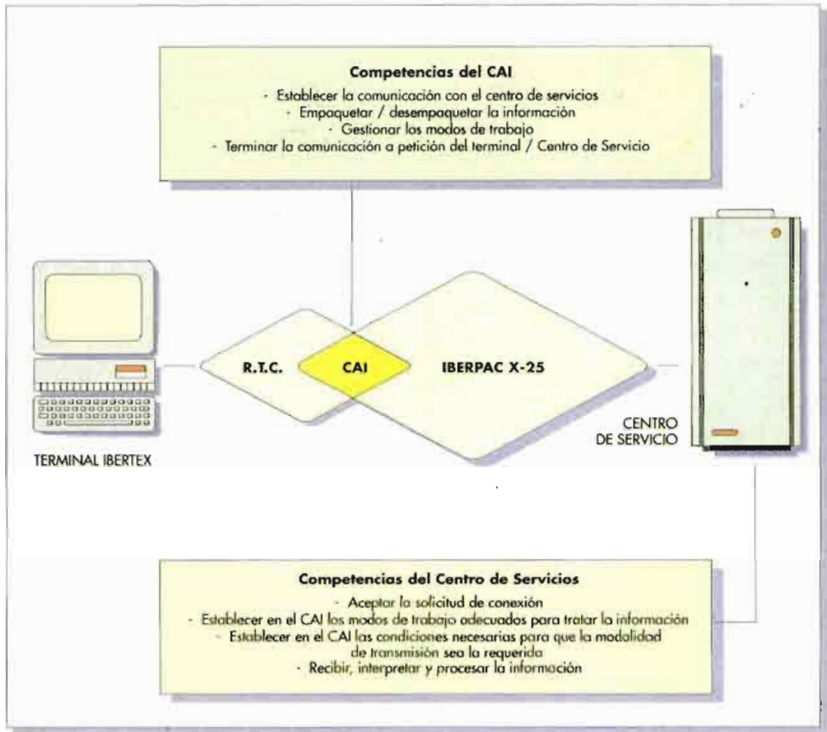 Competencias del CAI
- Establecer la comunicación con el centro de servicios
- Empaquetar / desempaquetar la información
- Gestionar los modos de trabajo
- Terminar la comunicación a petición del terminal / Centro de Servicio
R.T.C.
CAI
IBERPAC X-25
TERMINAL IBERTEX
CENTRO
DE SERVICIO
Competencias del Centro de Servicios
- Aceptar la solicitud de conexión
- Establecer en el CAI los modos de trabajo adecuados para tratar la información
- Establecer en el CAI las condiciones necesarias para que la modalidad
de transmisión sea la requerida
- Recibir, interpretar y procesar la información